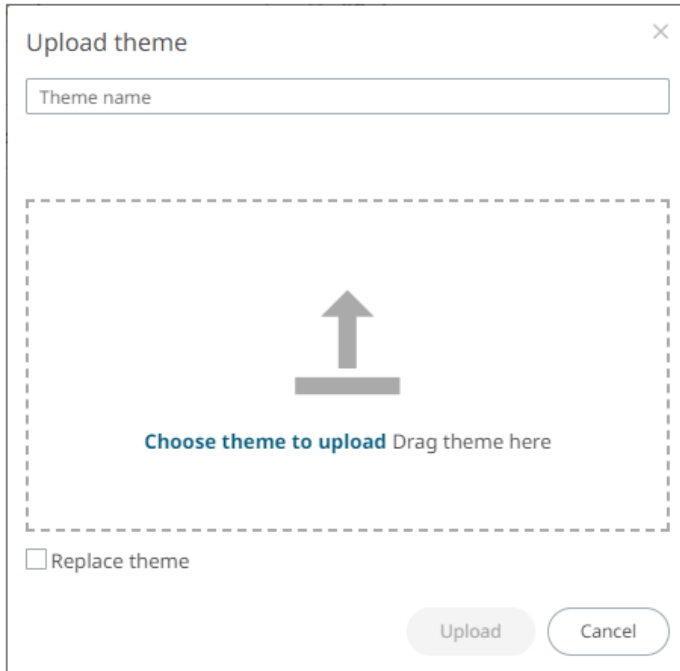 Upload theme
Theme name
Choose theme to upload Drag theme here
Replace theme
Upload
Cancel